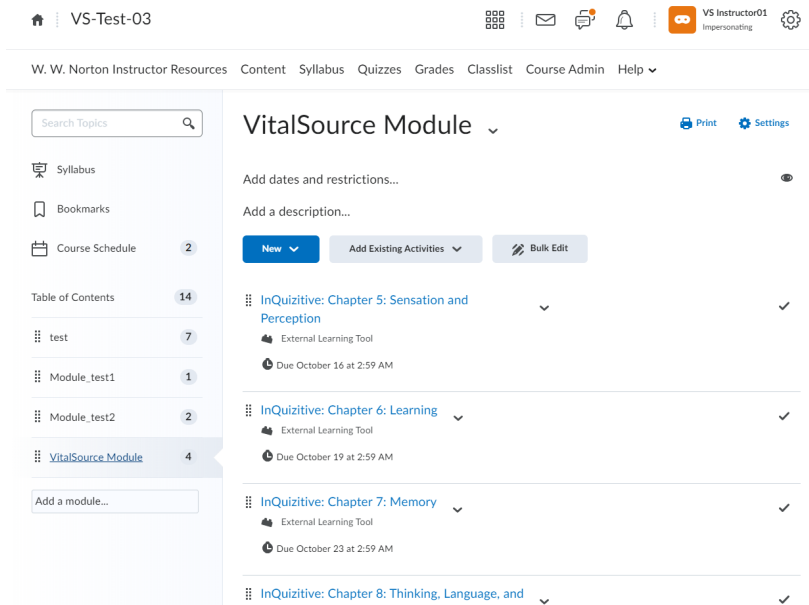 VS-Test-03
VS Instructor01
Impersonating
W. W. Norton Instructor Resources Content Syllabus Quizzes Grades Classlist Course Admin Help
Search Topics
Syllabus
Bookmarks
Course Schedule 2
Table of Contents 14
test 7
Module_test1 1
Module_test2 2
VitalSource Module 4
Add a module...
VitalSource Module
Print Settings
Add dates and restrictions...
Add a description...
New Add Existing Activities Bulk Edit
InQuizitive: Chapter 5: Sensation and
Perception
External Learning Tool
Due October 16 at 2:59 AM
InQuizitive: Chapter 6: Learning
External Learning Tool
Due October 19 at 2:59 AM
InQuizitive: Chapter 7: Memory
External Learning Tool
Due October 23 at 2:59 AM
InQuizitive: Chapter 8: Thinking, Language, and